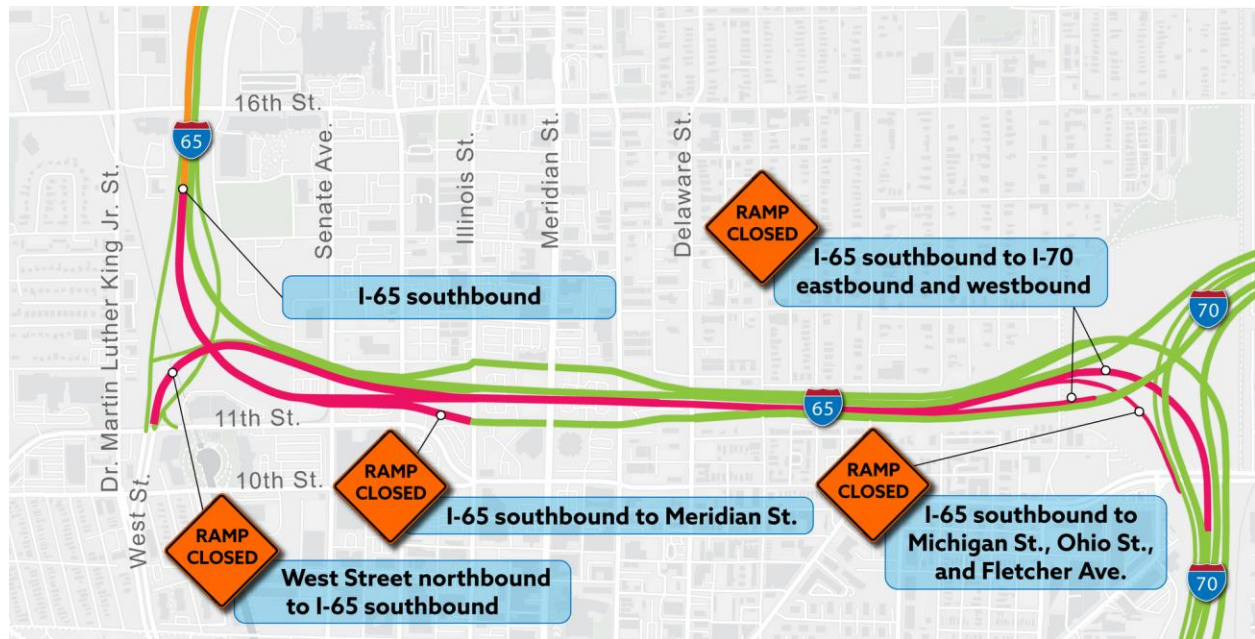 16th St.
65
Dr. Martin Luther King Jr. St.
Senate Ave.
Illinois St.
Meridian St.
Delaware St.
RAMP
CLOSED
I-65 southbound to I-70
eastbound and westbound
I-65 southbound
70
65
11th St.
10th St.
West St.
RAMP
CLOSED
I-65 southbound to Meridian St.
RAMP
CLOSED
I-65 southbound to
Michigan St., Ohio St.,
and Fletcher Ave.
RAMP
CLOSED
West Street northbound
to I-65 southbound
70